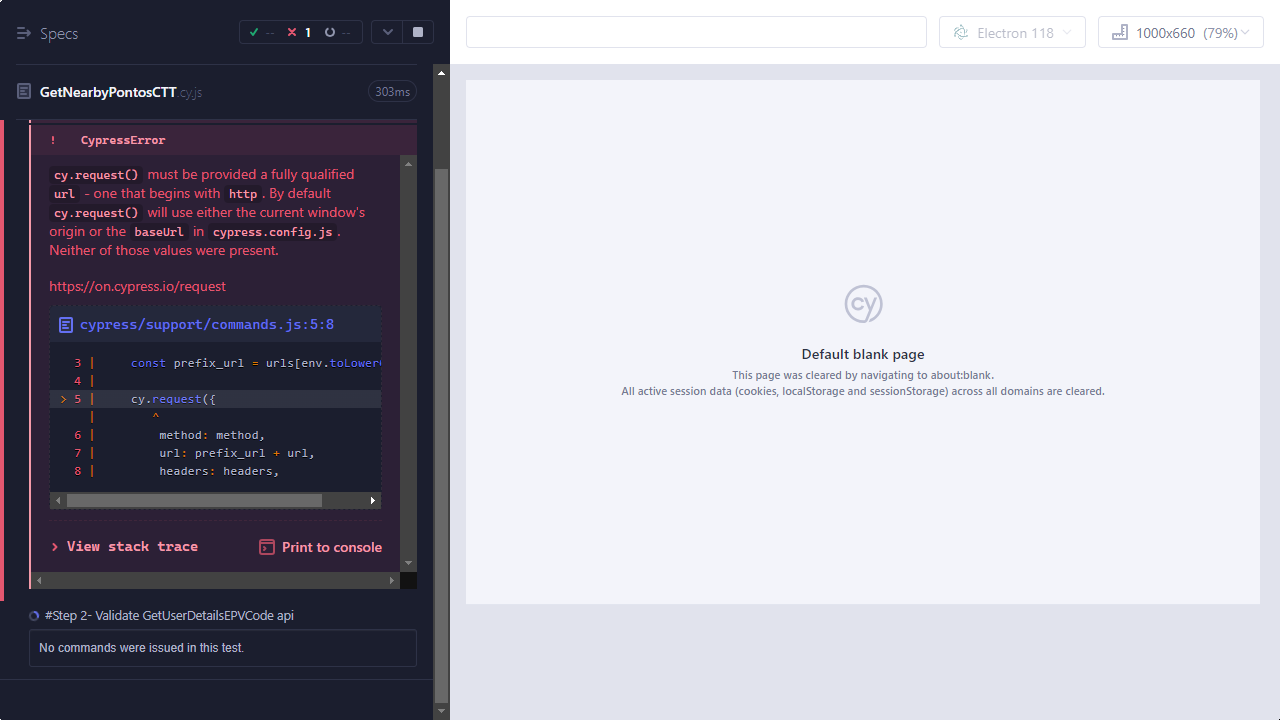 Specs
-- 1 --
Electron 118
1000x660 (79%)
GetNearbyPontosCTT.cy.js
303ms
! CypressError
cy.request() must be provided a fully qualified
url - one that begins with http. By default
cy.request() will use either the current window's
origin or the baseUrl in cypress.config.js.
Neither of those values were present.
https://on.cypress.io/request
cypress/support/commands.js:5:8
3 | const prefix_url = urls[env.toLower
4 |
> 5 | cy.request({
| ^
6 | method: method,
7 | url: prefix_url + url,
8 | headers: headers,
> View stack trace
Print to console
#Step 2- Validate GetUserDetailsEPVCode api
No commands were issued in this test.
cy
Default blank page
This page was cleared by navigating to about:blank.
All active session data (cookies, localStorage and sessionStorage) across all domains are cleared.